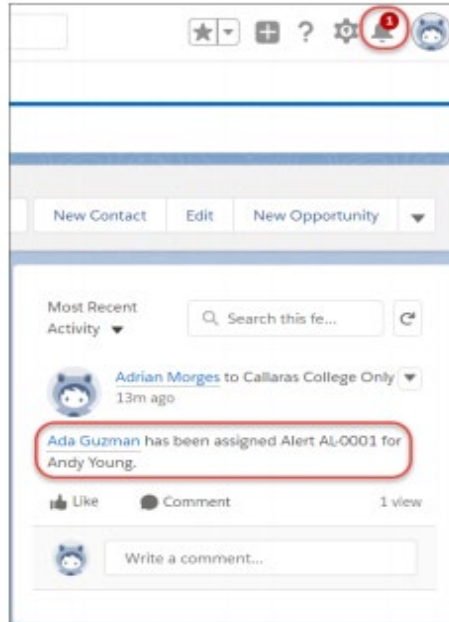 1
?
New Contact Edit New Opportunity
Most Recent
Activity
Search this fe...
Adrian Morges to Callaras College Only
13m ago
Ada Guzman has been assigned Alert AL-0001 for
Andy Young.
Like Comment 1 view
Write a comment...